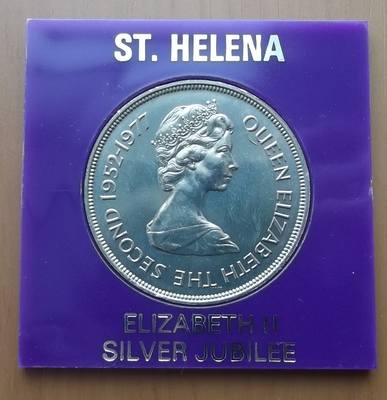 ST. HELENA
QUEEN ELIZABETH THE SECOND 1952-1977
ELIZABETH II
SILVER JUBILEE